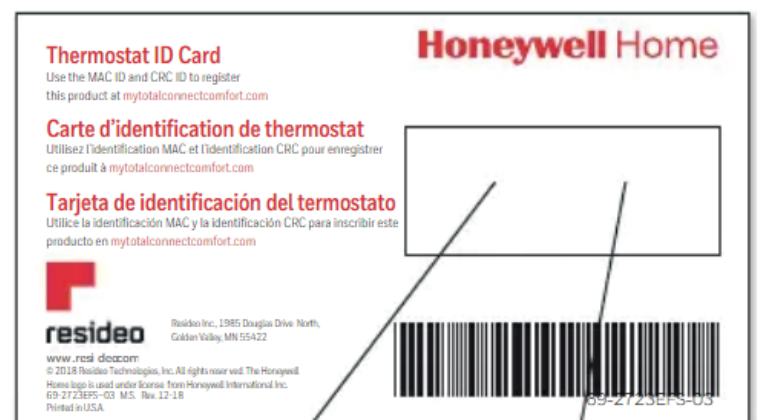 Honeywell Home
Thermostat ID Card
Use the MAC ID and CRC ID to register
this product at mytotalconnectcomfort.com
Carte d'identification de thermostat
Utilisez l'identification MAC et l'identification CRC pour enregistrer
ce produit à mytotalconnectcomfort.com
Tarjeta de identificación del termostato
Utilice la identificación MAC y la identificación CRC para inscribir este
producto en mytotalconnectcomfort.com
resideo
Resideo Inc., 1985 Douglas Drive North,
Golden Valley, MN 55422
www.resideo.com
© 2018 Resideo Technologies, Inc. All rights reserved. The Honeywell
Home logo is used under license from Honeywell International Inc.
69-2723EFS-03 M.S. Rev. 12-18
Printed in U.S.A.
69-2723EFS-03